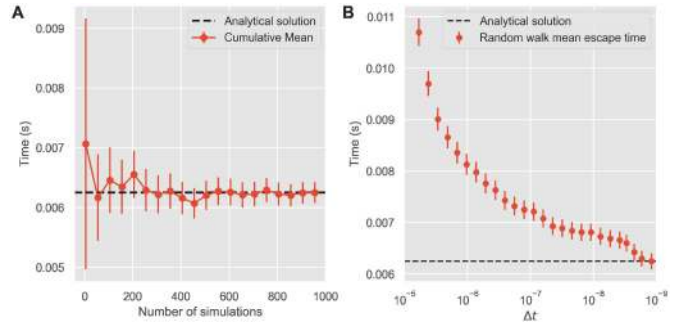 A
Analytical solution
Cumulative Mean
0.009
0.008
0.007
0.006
0.005
Time (s)
0 200 400 600 800 1000
Number of simulations
B
Analytical solution
Random walk mean escape time
0.011
0.010
0.009
0.008
0.007
0.006
Time (s)
10⁻⁵ 10⁻⁶ 10⁻⁷ 10⁻⁸ 10⁻⁹
Δt